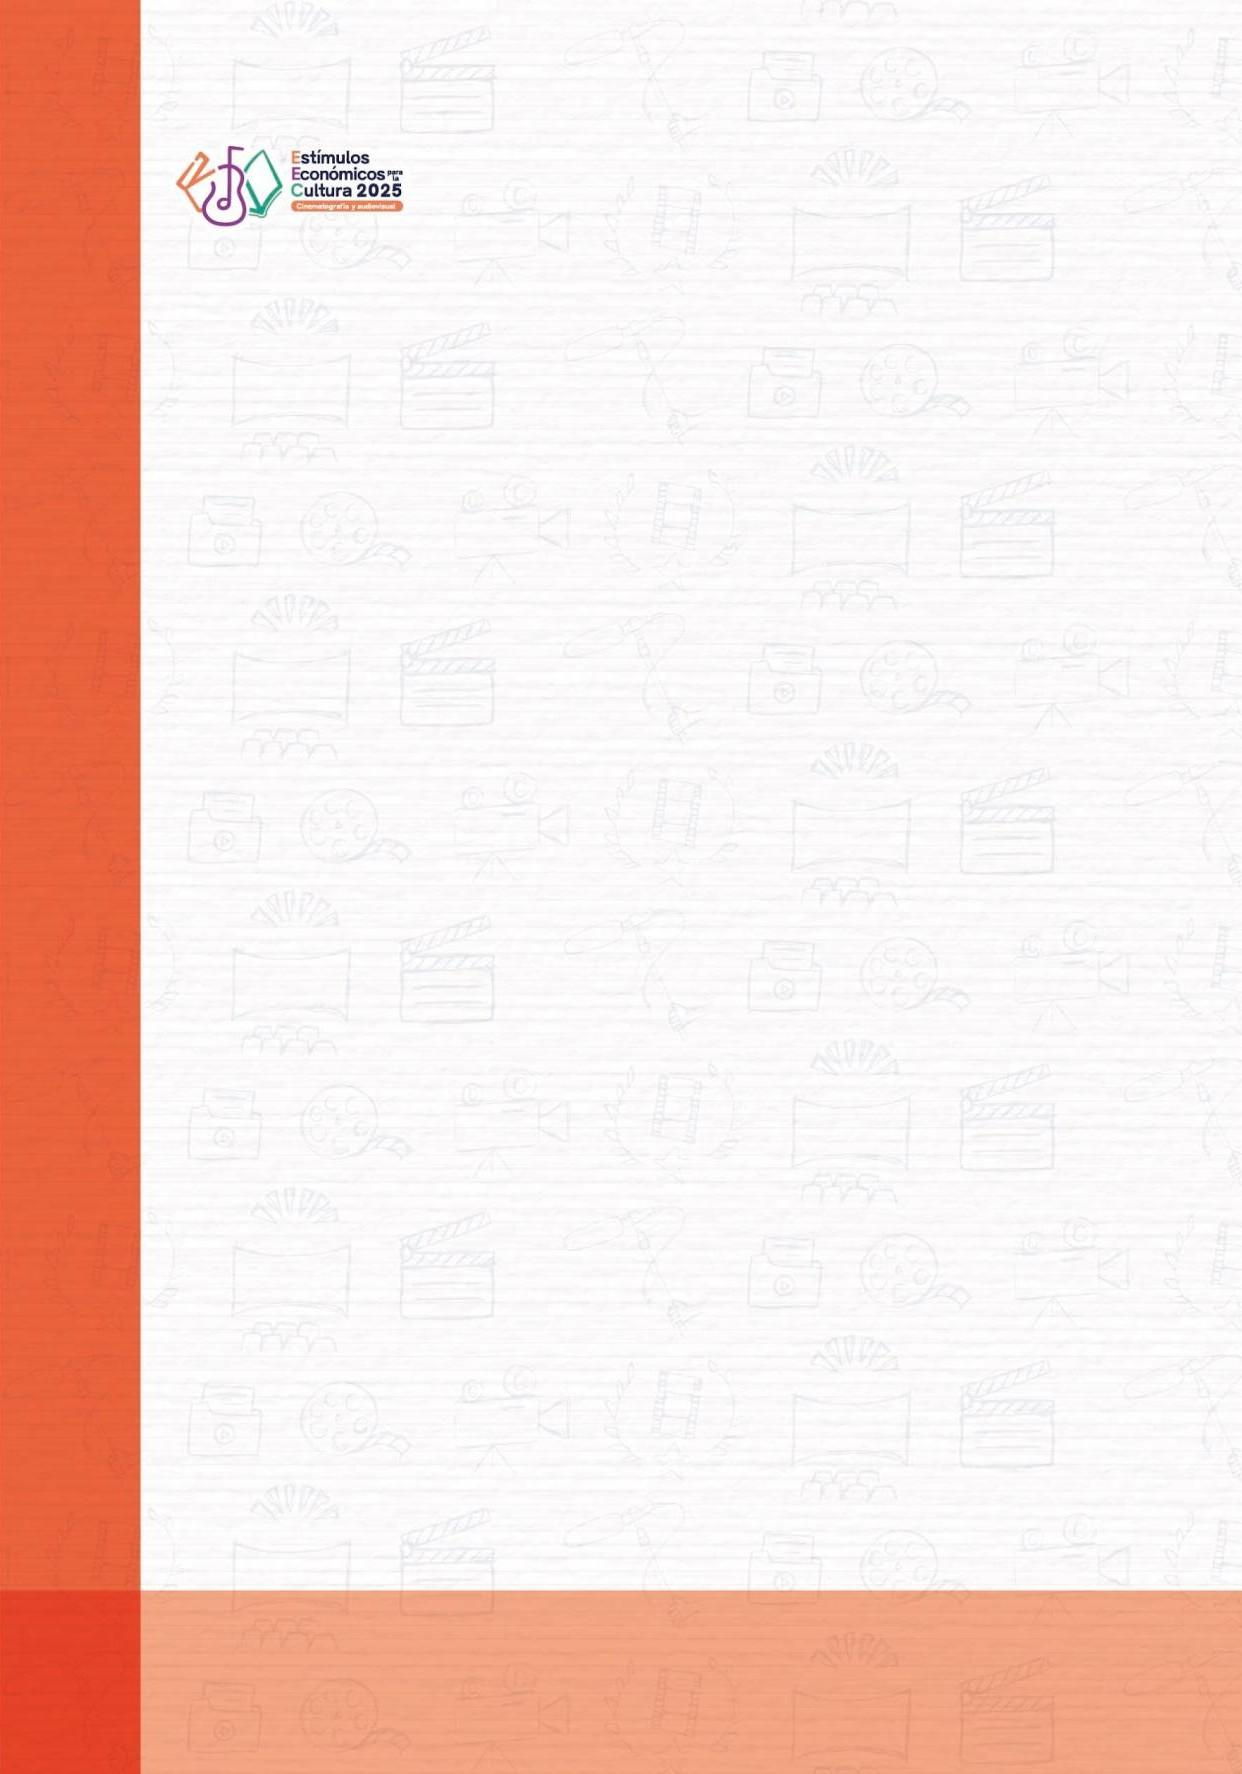 Estímulos
Económicos para la
Cultura 2025
Cinematografía y audiovisual